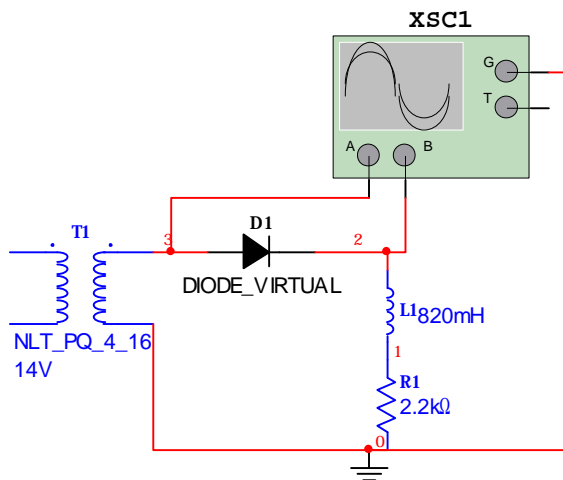 XSC1
G
T
A
B
T1
3
D1
2
DIODE_VIRTUAL
L1 820mH
NLT_PQ_4_16
14V
1
R1
2.2kΩ
0